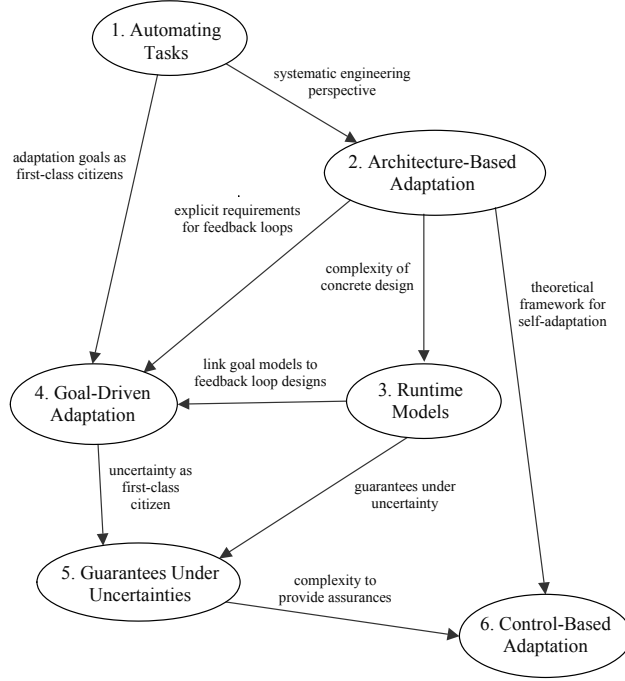 1. Automating
Tasks
systematic engineering
perspective
adaptation goals as
first-class citizens
2. Architecture-Based
Adaptation
explicit requirements
for feedback loops
complexity of
concrete design
theoretical
framework for
self-adaptation
link goal models to
feedback loop designs
4. Goal-Driven
Adaptation
3. Runtime
Models
uncertainty as
first-class
citizen
guarantees under
uncertainty
5. Guarantees Under
Uncertainties
complexity to
provide assurances
6. Control-Based
Adaptation